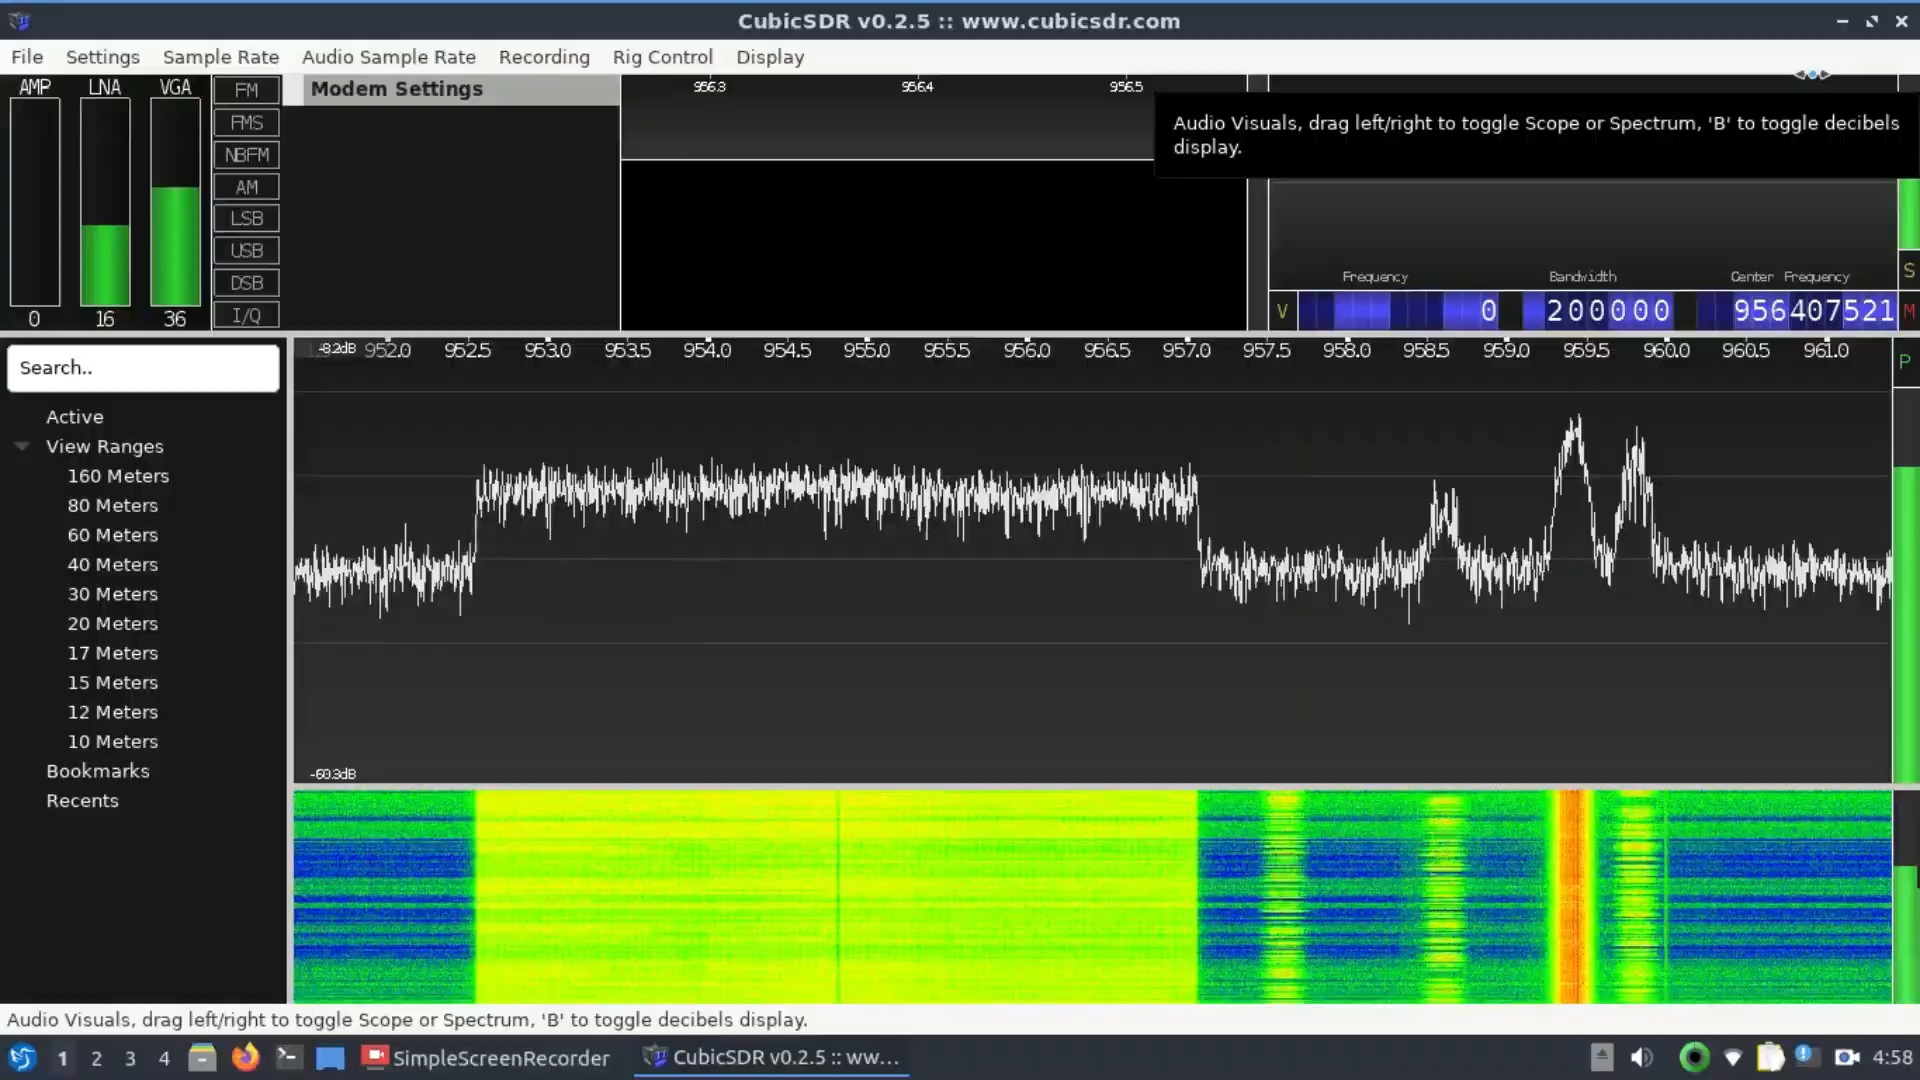 CubicSDR v0.2.5 :: www.cubicsdr.com
File Settings Sample Rate Audio Sample Rate Recording Rig Control Display
AMP LNA VGA
0 16 36
FM
FMS
NBFM
AM
LSB
USB
DSB
I/Q
Modem Settings
956.3 956.4 956.5
Audio Visuals, drag left/right to toggle Scope or Spectrum, 'B' to toggle decibels
display.
Frequency Bandwidth Center Frequency
V 0 200000 956407521
S
M
P
Search..
Active
View Ranges
160 Meters
80 Meters
60 Meters
40 Meters
30 Meters
20 Meters
17 Meters
15 Meters
12 Meters
10 Meters
Bookmarks
Recents
-8.2dB 952.0 952.5 953.0 953.5 954.0 954.5 955.0 955.5 956.0 956.5 957.0 957.5 958.0 958.5 959.0 959.5 960.0 960.5 961.0
-60.3dB
Audio Visuals, drag left/right to toggle Scope or Spectrum, 'B' to toggle decibels display.
1 2 3 4 SimpleScreenRecorder CubicSDR v0.2.5 :: ww... 4:58